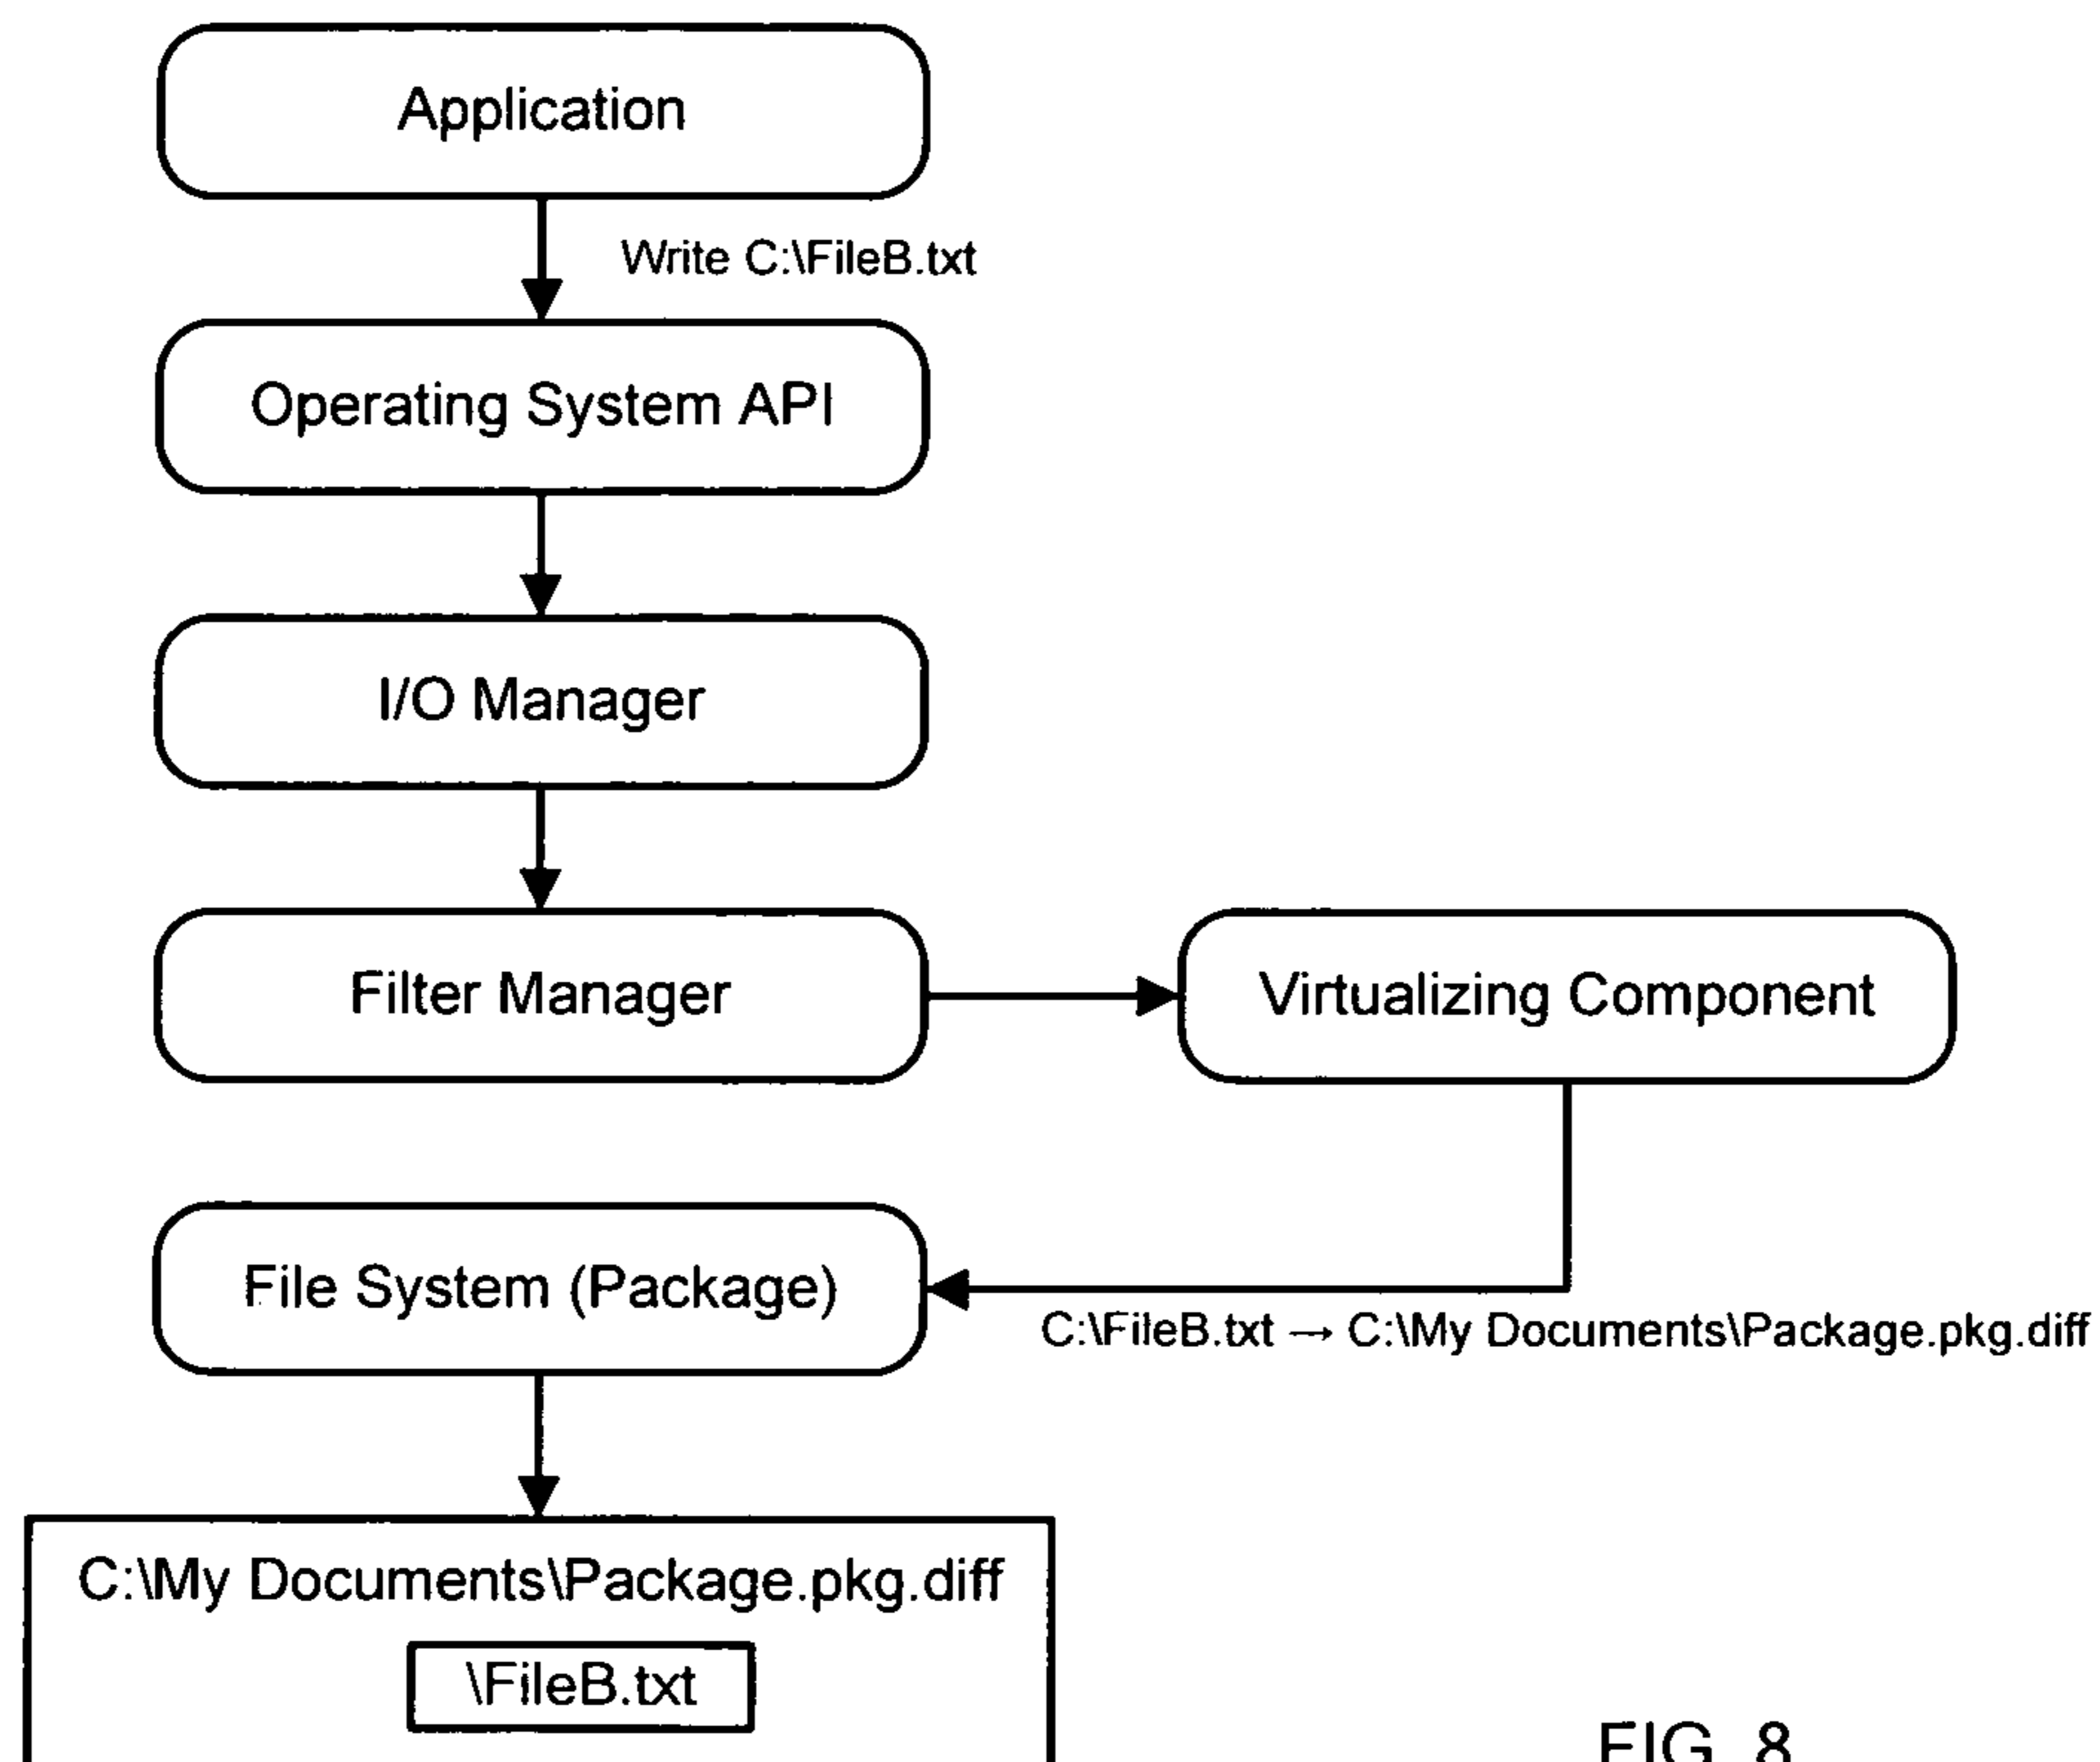 Application
Write C:\FileB.txt
Operating System API
I/O Manager
Filter Manager
Virtualizing Component
File System (Package)
C:\FileB.txt → C:\My Documents\Package.pkg.diff
C:\My Documents\Package.pkg.diff
\FileB.txt
FIG. 8